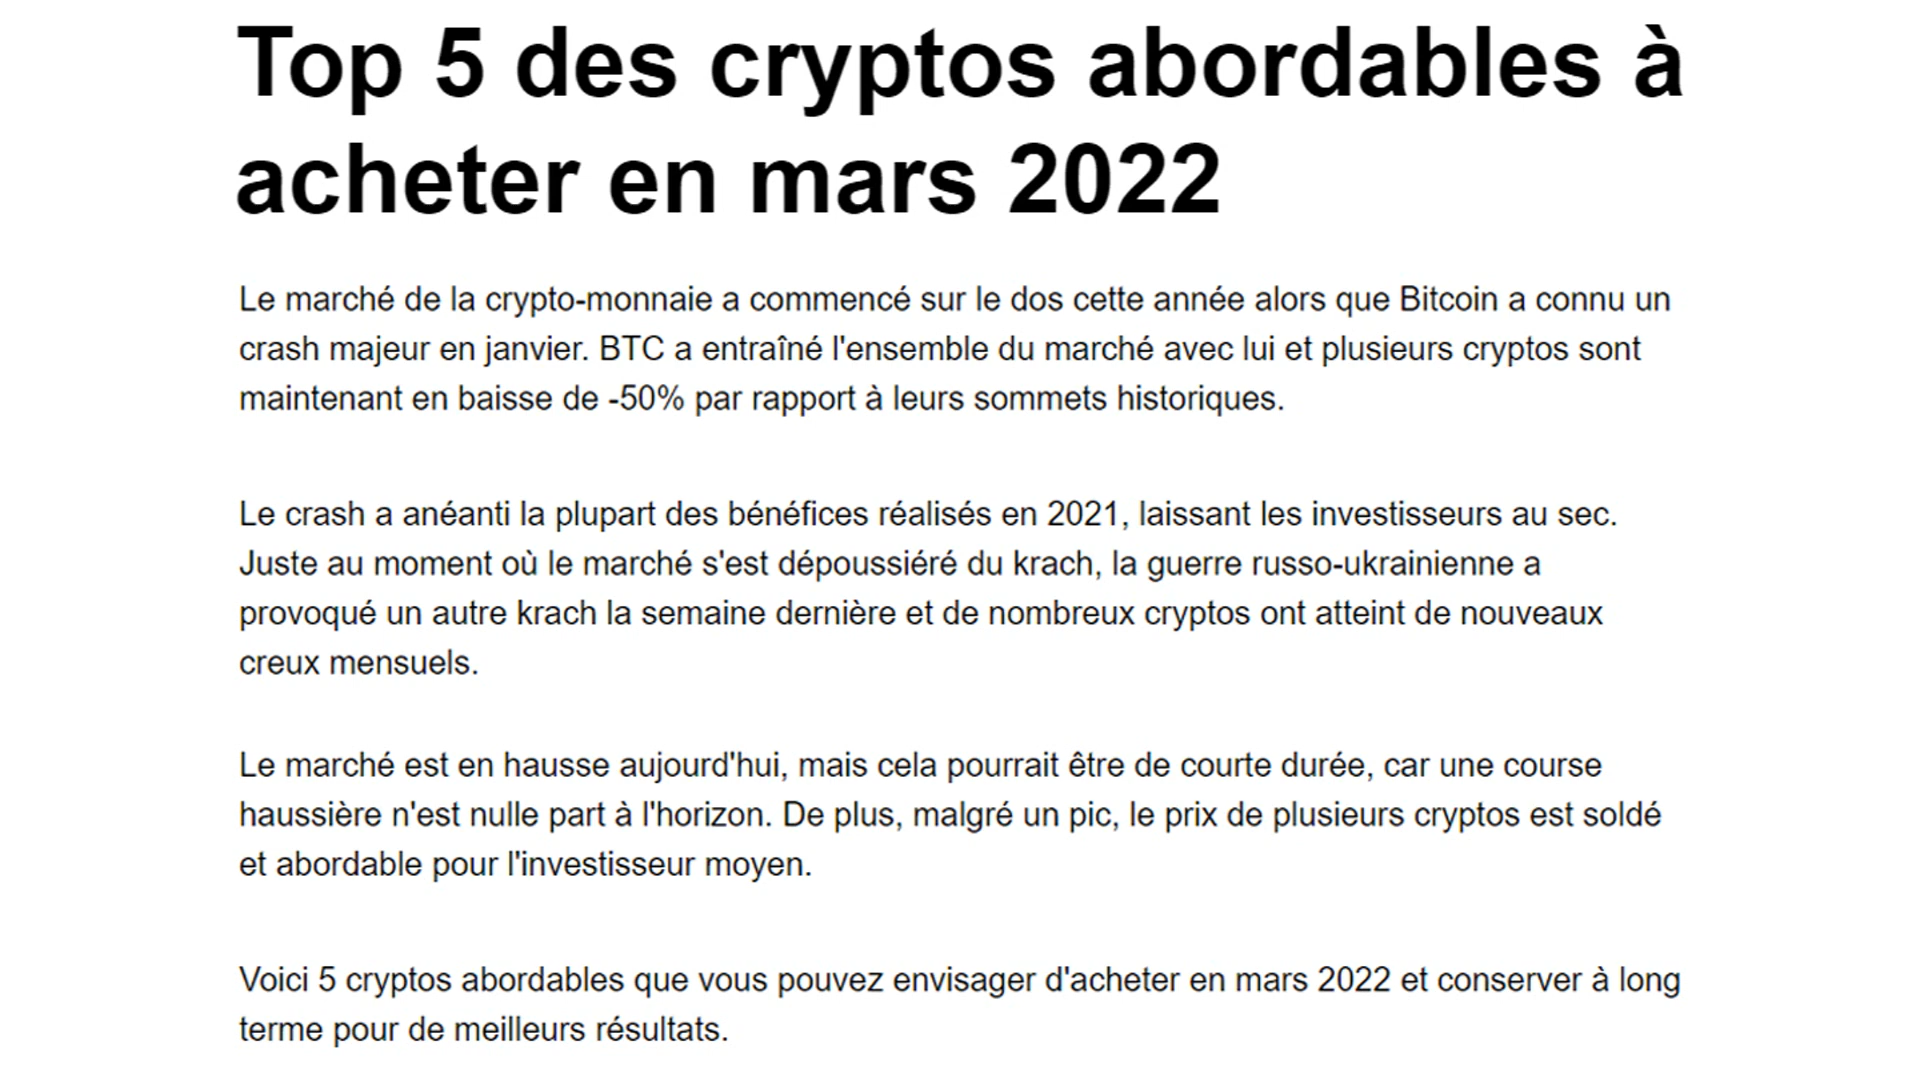 Top 5 des cryptos abordables à
acheter en mars 2022
Le marché de la crypto-monnaie a commencé sur le dos cette année alors que Bitcoin a connu un
crash majeur en janvier. BTC a entraîné l'ensemble du marché avec lui et plusieurs cryptos sont
maintenant en baisse de -50% par rapport à leurs sommets historiques.
Le crash a anéanti la plupart des bénéfices réalisés en 2021, laissant les investisseurs au sec.
Juste au moment où le marché s'est dépoussiéré du krach, la guerre russo-ukrainienne a
provoqué un autre krach la semaine dernière et de nombreux cryptos ont atteint de nouveaux
creux mensuels.
Le marché est en hausse aujourd'hui, mais cela pourrait être de courte durée, car une course
haussière n'est nulle part à l'horizon. De plus, malgré un pic, le prix de plusieurs cryptos est soldé
et abordable pour l'investisseur moyen.
Voici 5 cryptos abordables que vous pouvez envisager d'acheter en mars 2022 et conserver à long
terme pour de meilleurs résultats.